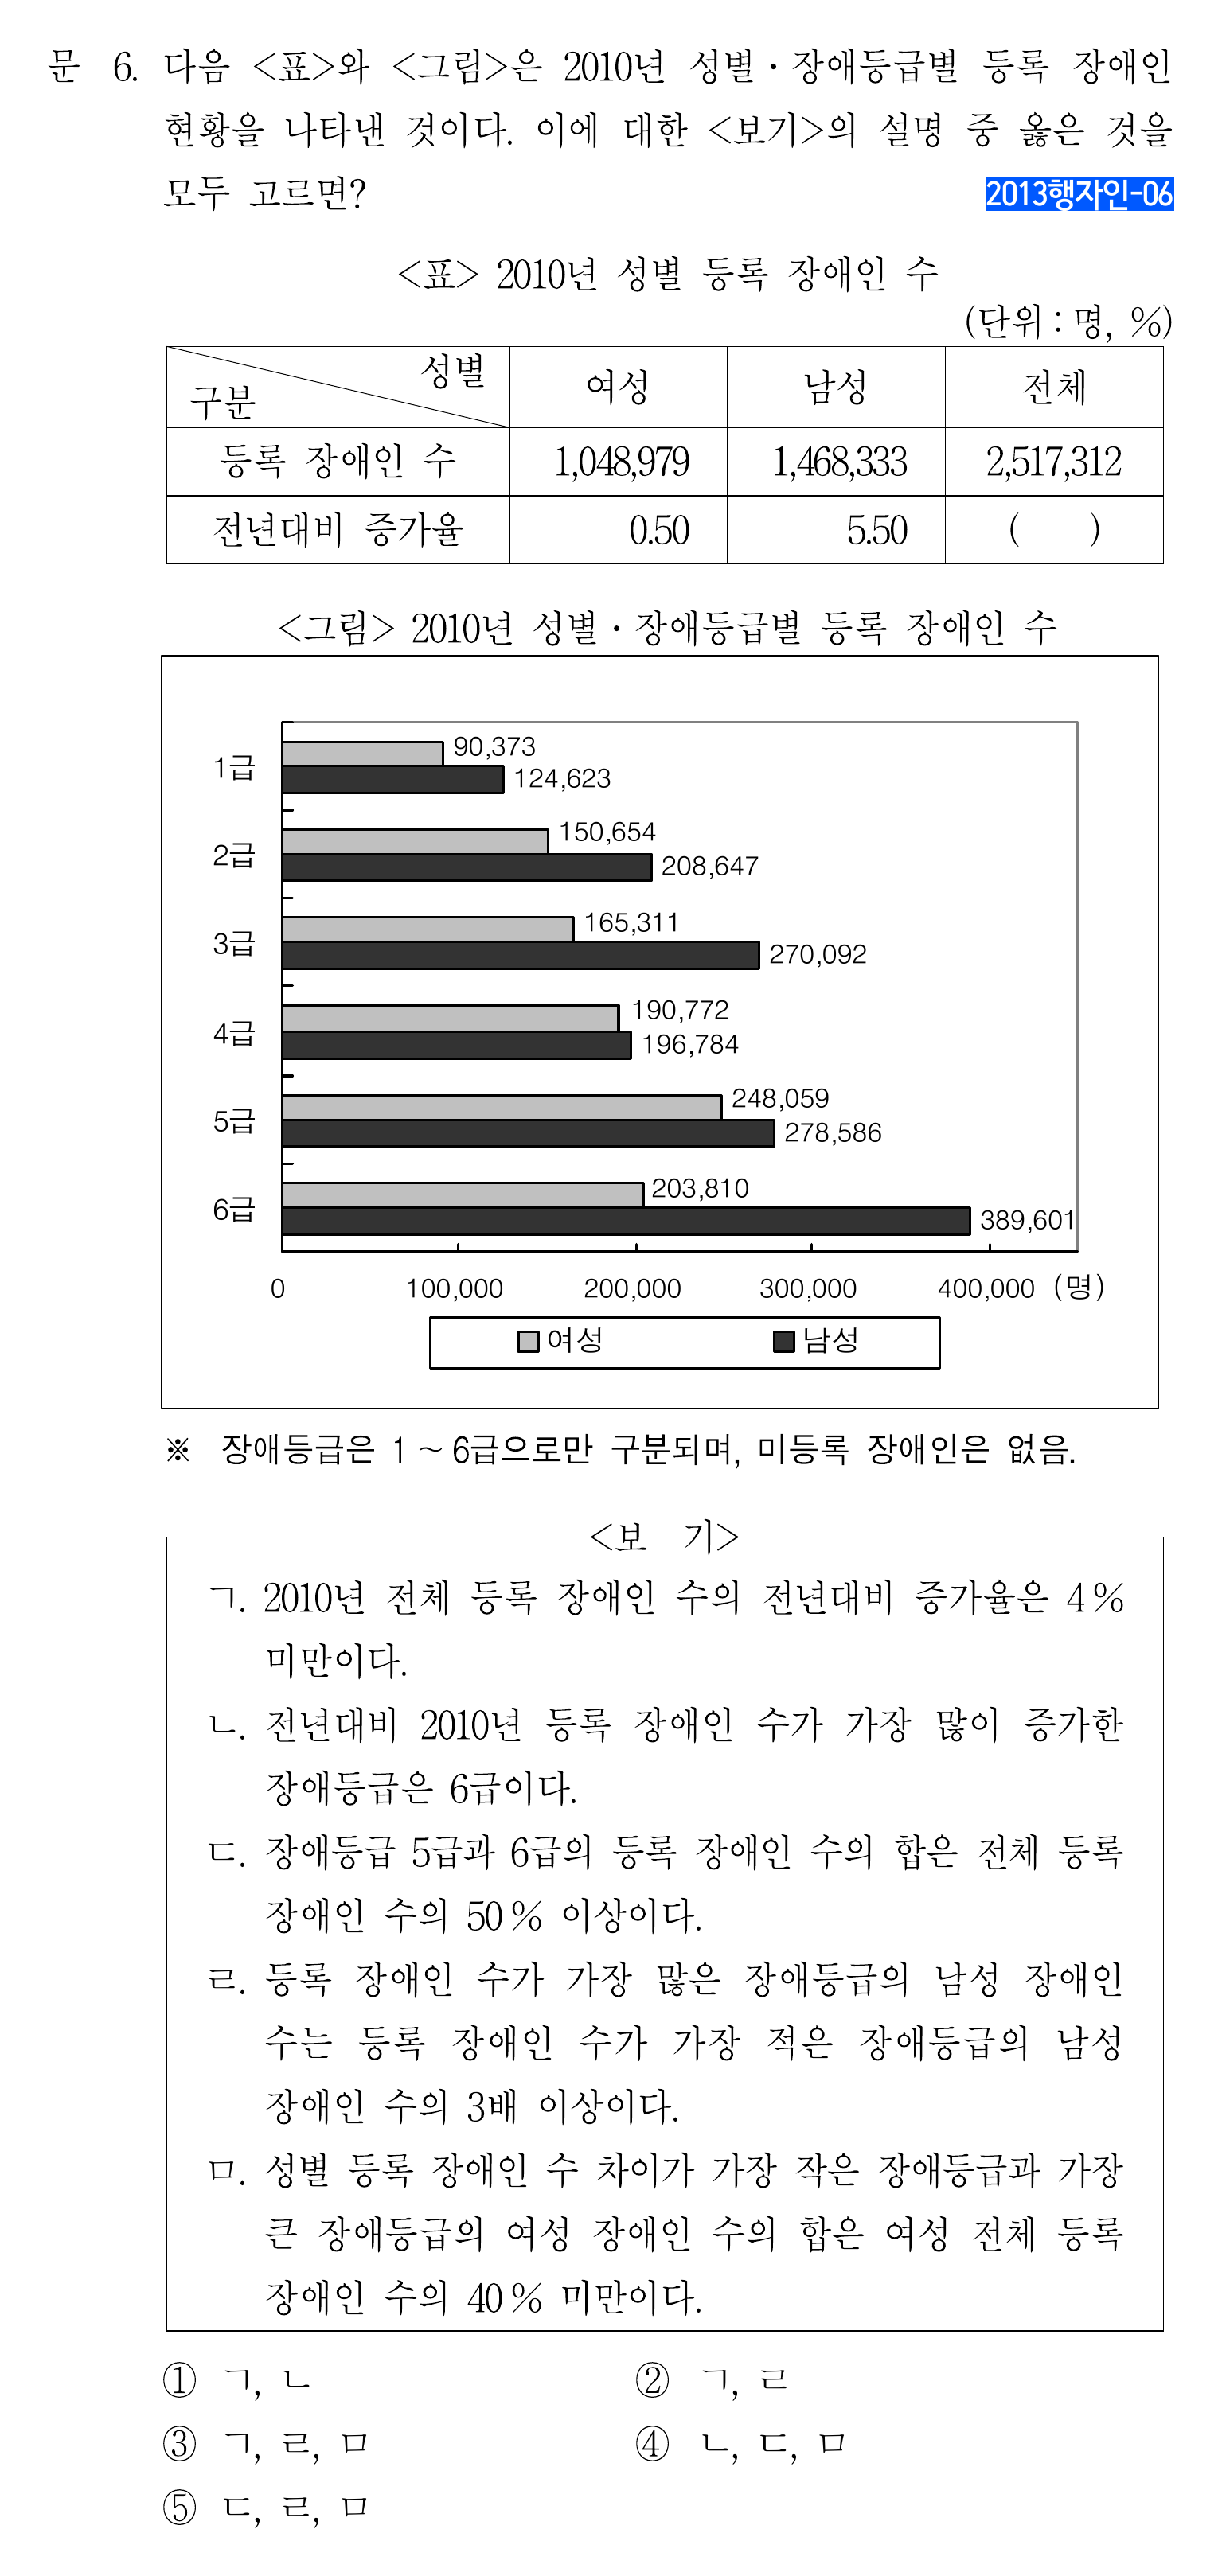 문 6. 다음 <표>와 <그림>은 2010년 성별·장애등급별 등록 장애인
현황을 나타낸 것이다. 이에 대한 <보기>의 설명 중 옳은 것을
모두 고르면?
2013행자인-06
<표> 2010년 성별 등록 장애인 수
(단위 : 명, %)
성별
구분
여성 남성 전체
등록 장애인 수 1,048,979 1,468,333 2,517,312
전년대비 증가율 0.50 5.50 ( )
<그림> 2010년 성별·장애등급별 등록 장애인 수
90,373
1급
124,623
150,654
2급
208,647
165,311
3급
270,092
190,772
4급
196,784
248,059
5급
278,586
203,810
6급
389,601
0 100,000 200,000 300,000 400,000 (명)
여성 남성
※ 장애등급은 1 ~ 6급으로만 구분되며, 미등록 장애인은 없음.
<보 기>
ㄱ. 2010년 전체 등록 장애인 수의 전년대비 증가율은 4 %
미만이다.
ㄴ. 전년대비 2010년 등록 장애인 수가 가장 많이 증가한
장애등급은 6급이다.
ㄷ. 장애등급 5급과 6급의 등록 장애인 수의 합은 전체 등록
장애인 수의 50 % 이상이다.
ㄹ. 등록 장애인 수가 가장 많은 장애등급의 남성 장애인
수는 등록 장애인 수가 가장 적은 장애등급의 남성
장애인 수의 3배 이상이다.
ㅁ. 성별 등록 장애인 수 차이가 가장 작은 장애등급과 가장
큰 장애등급의 여성 장애인 수의 합은 여성 전체 등록
장애인 수의 40 % 미만이다.
① ㄱ, ㄴ ② ㄱ, ㄹ
③ ㄱ, ㄹ, ㅁ ④ ㄴ, ㄷ, ㅁ
⑤ ㄷ, ㄹ, ㅁ